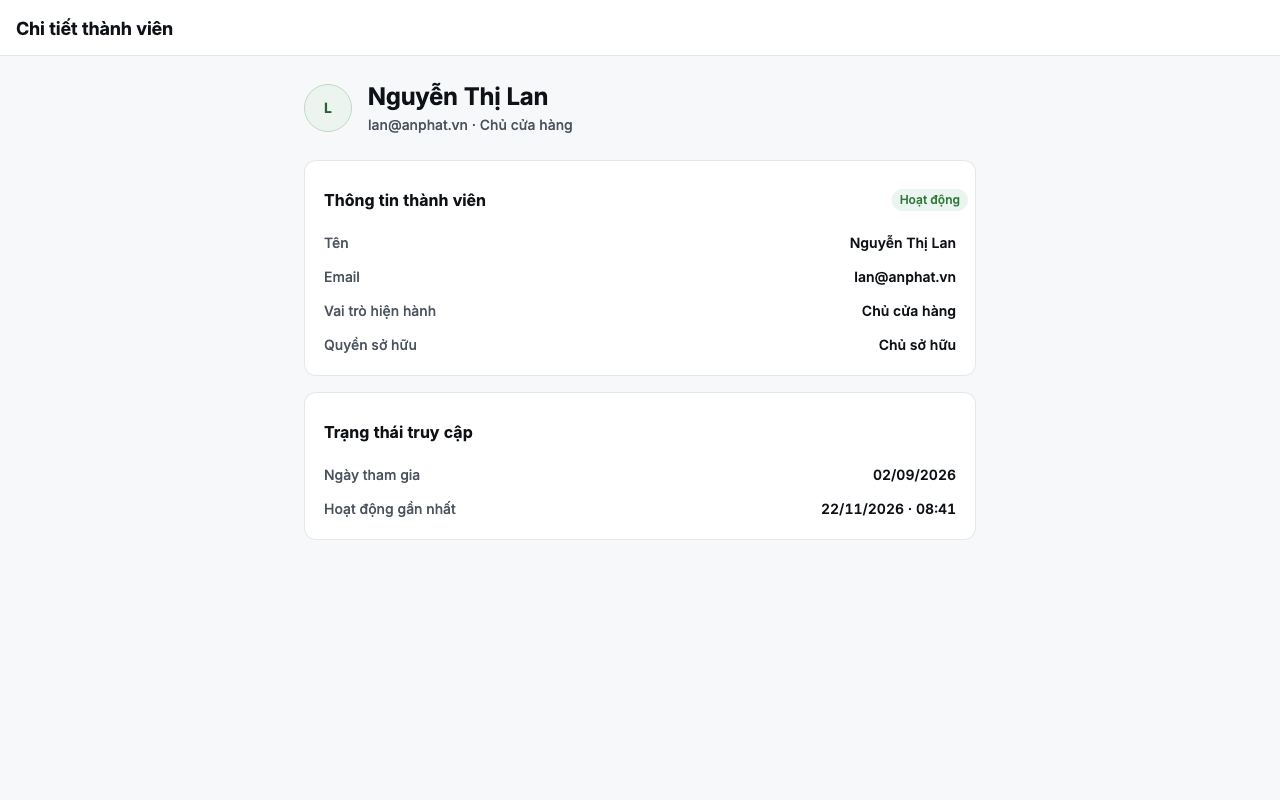 Chi tiết thành viên
L
Nguyễn Thị Lan
lan@anphat.vn · Chủ cửa hàng
Thông tin thành viên Hoạt động
Tên Nguyễn Thị Lan
Email lan@anphat.vn
Vai trò hiện hành Chủ cửa hàng
Quyền sở hữu Chủ sở hữu
Trạng thái truy cập
Ngày tham gia 02/09/2026
Hoạt động gần nhất 22/11/2026 · 08:41